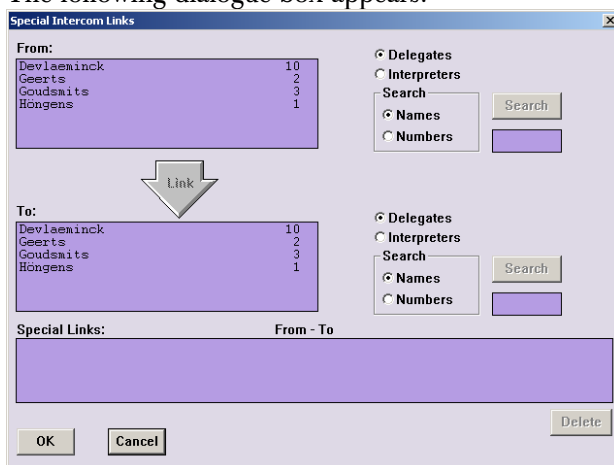 The following dialogue box appears:
Special Intercom Links
From:
Devlaeminck 10
Geerts 2
Goudsmits 3
Höngens 1
Delegates
Interpreters
Search
Names
Numbers
Search
Link
To:
Devlaeminck 10
Geerts 2
Goudsmits 3
Höngens 1
Delegates
Interpreters
Search
Names
Numbers
Search
Special Links: From - To
Delete
OK Cancel